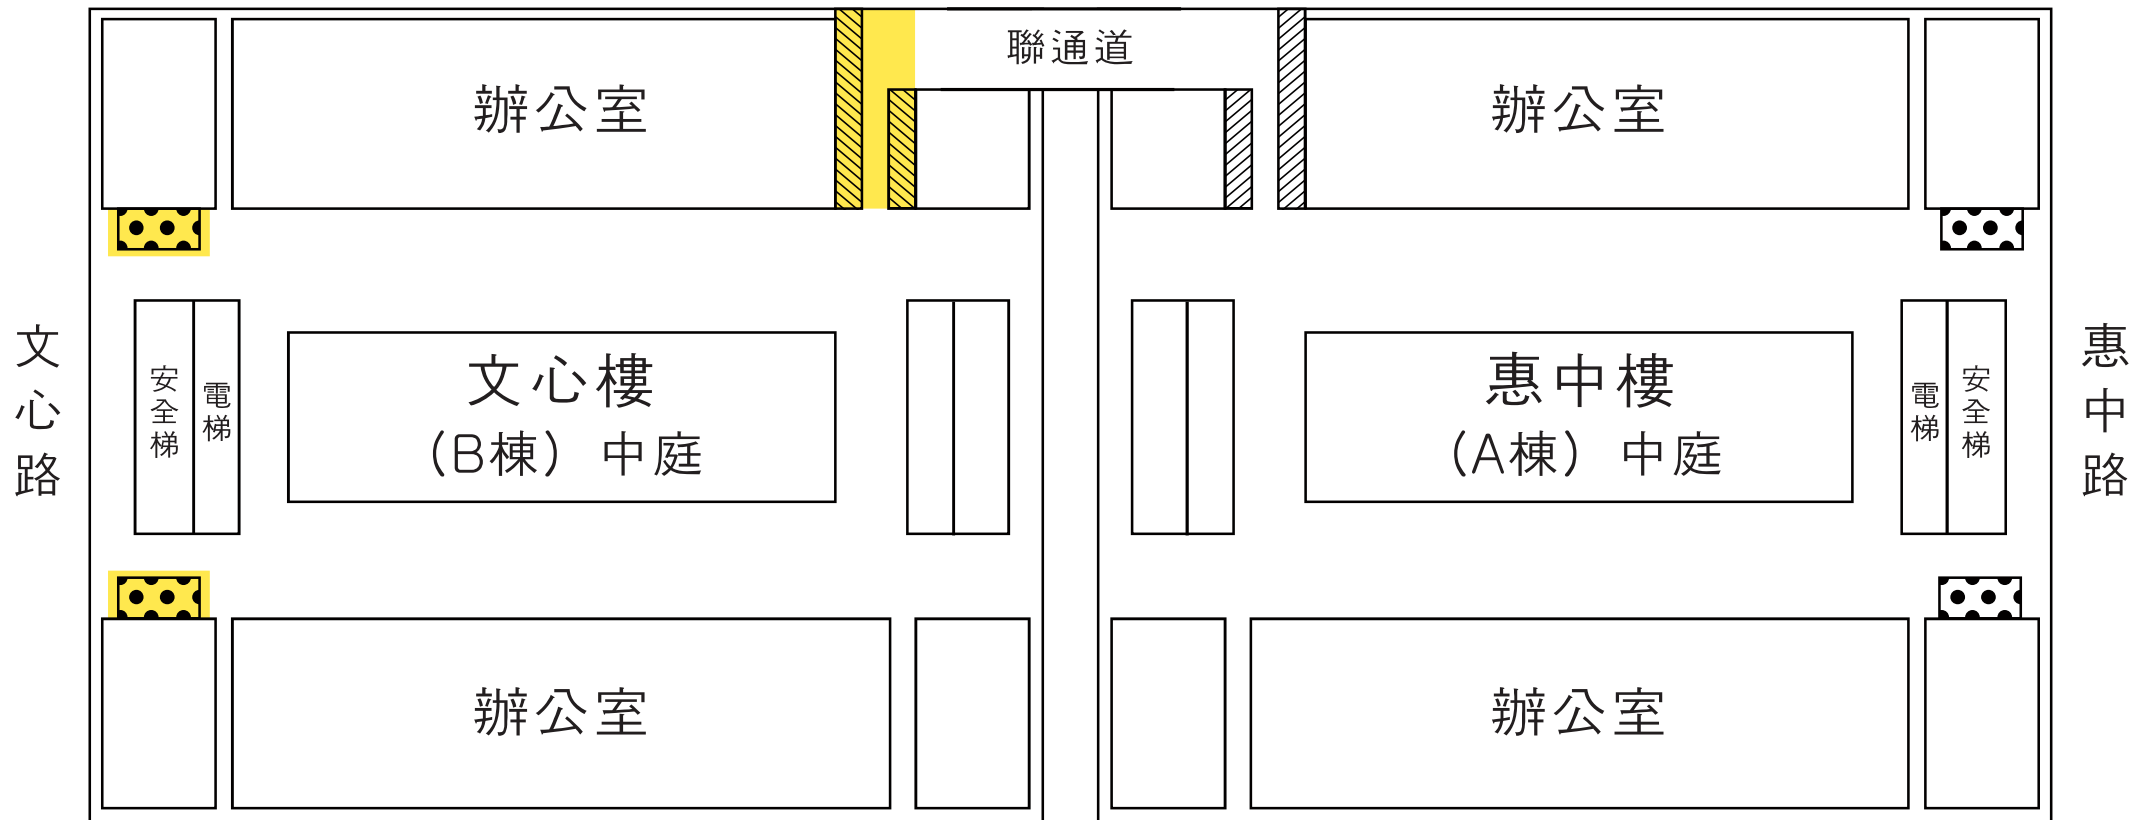 聯通道
辦公室
辦公室
文心路
安全梯
電梯
文心樓
(B棟) 中庭
惠中樓
(A棟) 中庭
電梯
安全梯
惠中路
辦公室
辦公室